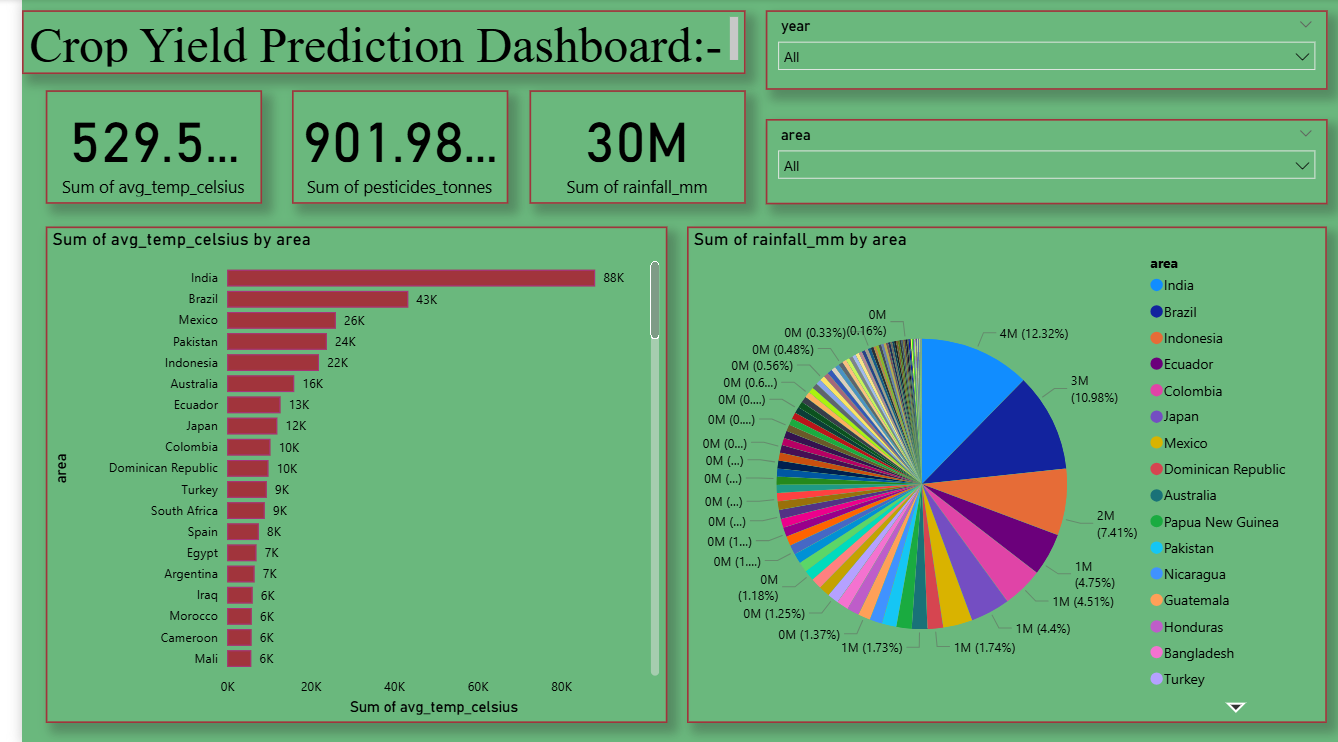 Crop Yield Prediction Dashboard:-
year
All
529.5...
Sum of avg_temp_celsius
901.98...
Sum of pesticides_tonnes
30M
Sum of rainfall_mm
area
All
Sum of avg_temp_celsius by area
area
India 88K
Brazil 43K
Mexico 26K
Pakistan 24K
Indonesia 22K
Australia 16K
Ecuador 13K
Japan 12K
Colombia 10K
Dominican Republic 10K
Turkey 9K
South Africa 9K
Spain 8K
Egypt 7K
Argentina 7K
Iraq 6K
Morocco 6K
Cameroon 6K
Mali 6K
0K 20K 40K 60K 80K
Sum of avg_temp_celsius
Sum of rainfall_mm by area
4M (12.32%)
3M
(10.98%)
2M
(7.41%)
1M
(4.75%)
1M (4.51%)
1M (4.4%)
1M (1.74%)
1M (1.73%)
0M (1.37%)
0M (1.25%)
0M
(1.18%)
0M (1....)
0M (1...)
0M (...)
0M (...)
0M (...)
0M (...)
0M (0...)
0M (0....)
0M (0....)
0M (0.6...)
0M (0.56%)
0M (0.48%)
0M (0.33%)
0M
(0.16%)
area
India
Brazil
Indonesia
Ecuador
Colombia
Japan
Mexico
Dominican Republic
Australia
Papua New Guinea
Pakistan
Nicaragua
Guatemala
Honduras
Bangladesh
Turkey